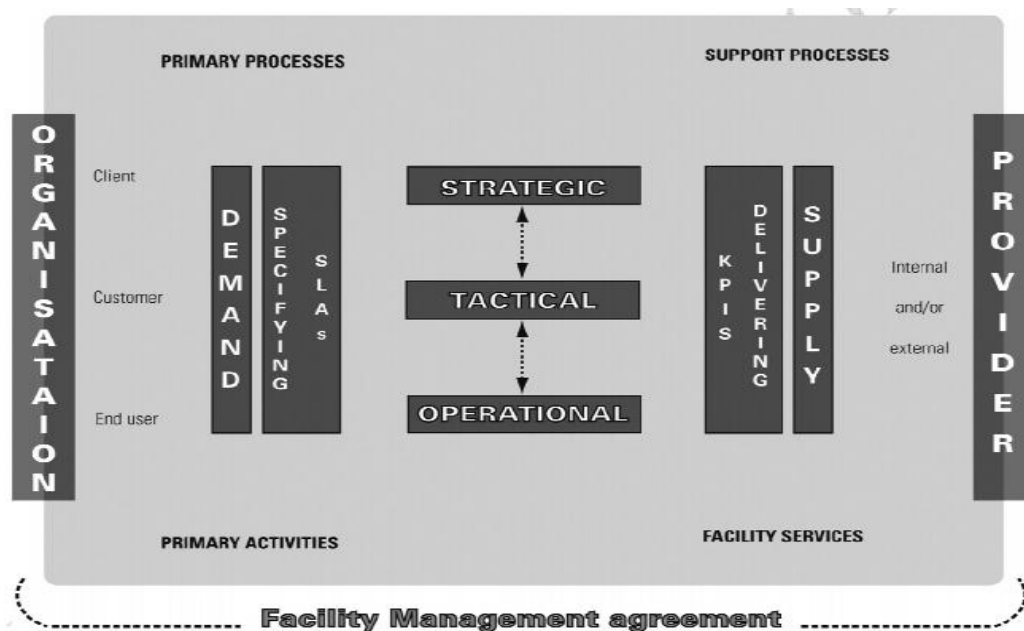 PRIMARY PROCESSES
SUPPORT PROCESSES
ORGANISATAION
Client
Customer
End user
DEMAND
SPECIFYING
SLAs
STRATEGIC
TACTICAL
OPERATIONAL
KPIS
DELIVERING
SUPPLY
Internal
and/or
external
PROVIDER
PRIMARY ACTIVITIES
FACILITY SERVICES
Facility Management agreement